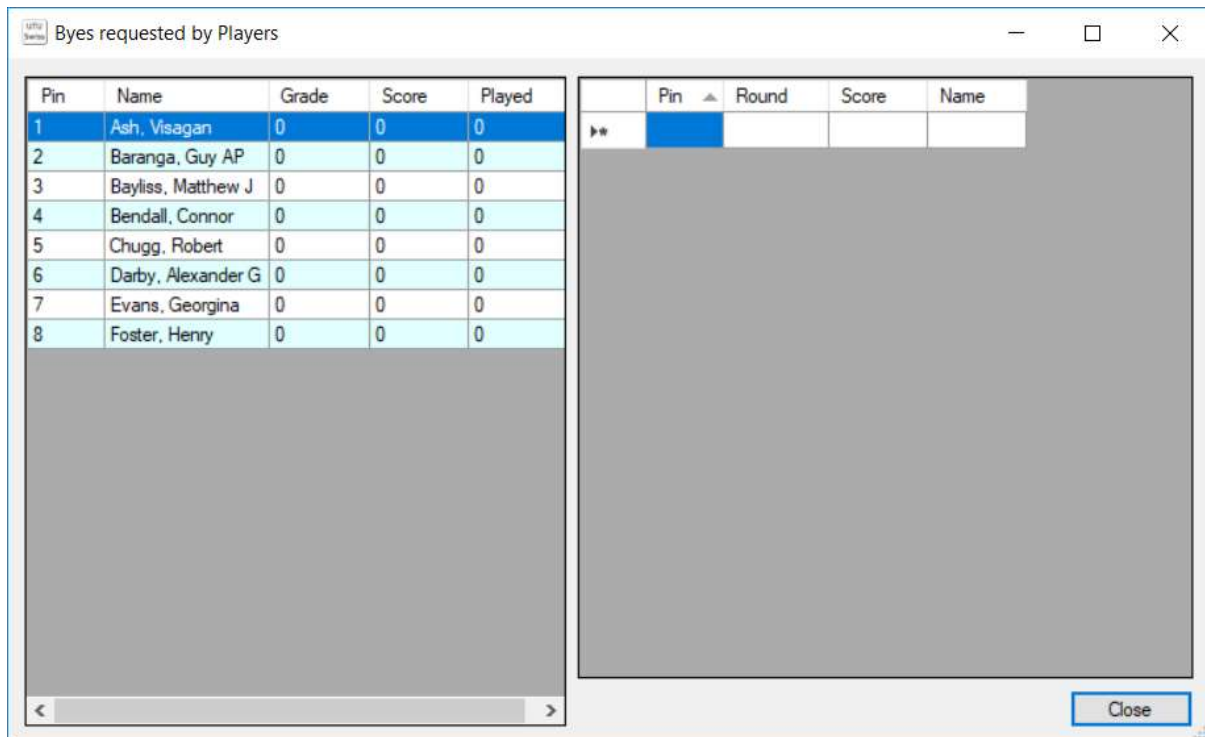 UTU
Swiss
Byes requested by Players
Pin Name Grade Score Played
1 Ash, Visagan 0 0 0
2 Baranga, Guy AP 0 0 0
3 Bayliss, Matthew J 0 0 0
4 Bendall, Connor 0 0 0
5 Chugg, Robert 0 0 0
6 Darby, Alexander G 0 0 0
7 Evans, Georgina 0 0 0
8 Foster, Henry 0 0 0
Pin Round Score Name
Close